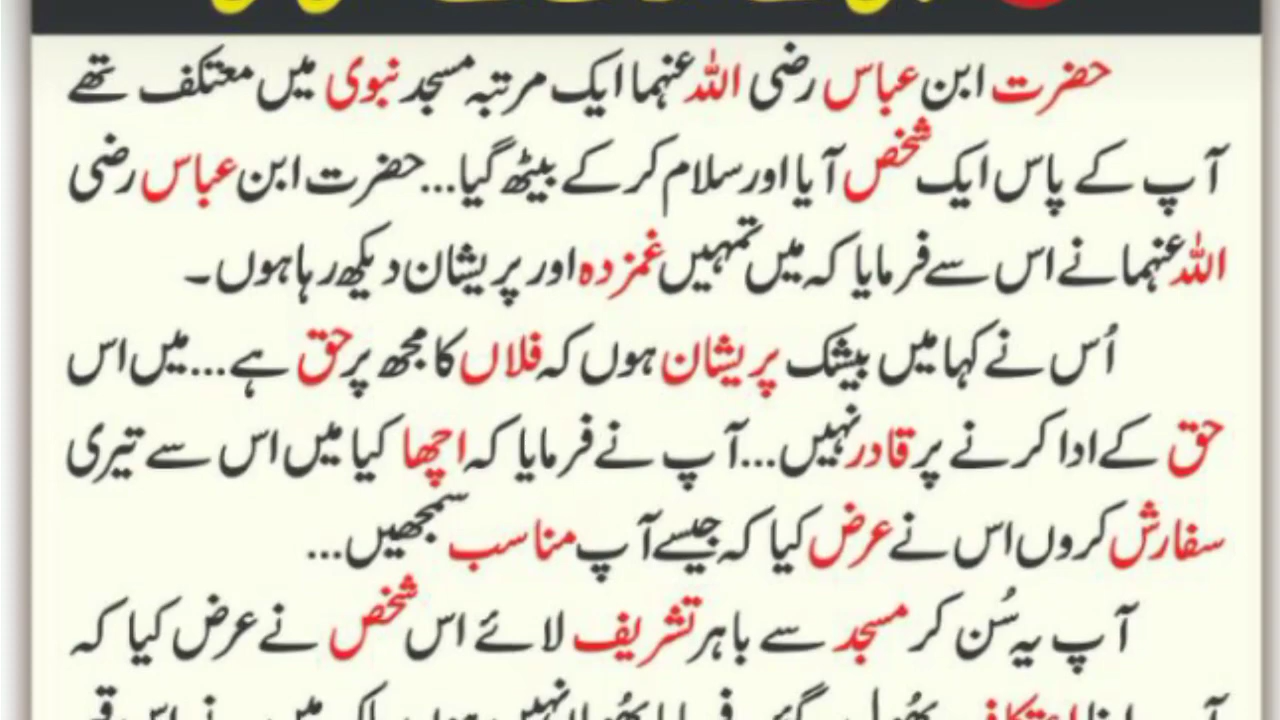 حضرت ابن عباس رضی اللہ عنہما ایک مرتبہ مسجد نبوی میں معتکف تھے
آپ کے پاس ایک شخص آیا اور سلام کر کے بیٹھ گیا...حضرت ابن عباس رضی
اللہ عنہما نے اس سے فرمایا کہ میں تمہیں غمزدہ اور پریشان دیکھ رہا ہوں۔
اُس نے کہا میں بیشک پریشان ہوں کہ فلاں کا مجھ پر حق ہے...میں اس
حق کے ادا کرنے پر قادر نہیں...آپ نے فرمایا کہ اچھا کیا میں اس سے تیری
سفارش کروں اس نے عرض کیا کہ جیسے آپ مناسب سمجھیں...
آپ یہ سُن کر مسجد سے باہر تشریف لائے اس شخص نے عرض کیا کہ